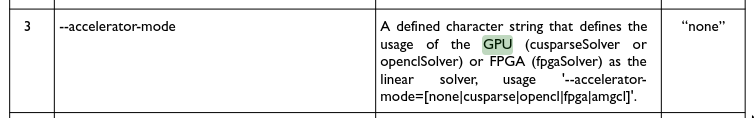 3 --accelerator-mode A defined character string that defines the “none”
usage of the GPU (cusparseSolver or
openclSolver) or FPGA (fpgaSolver) as the
linear solver, usage '--accelerator-
mode=[none|cusparse|opencl|fpga|amgcl]'.